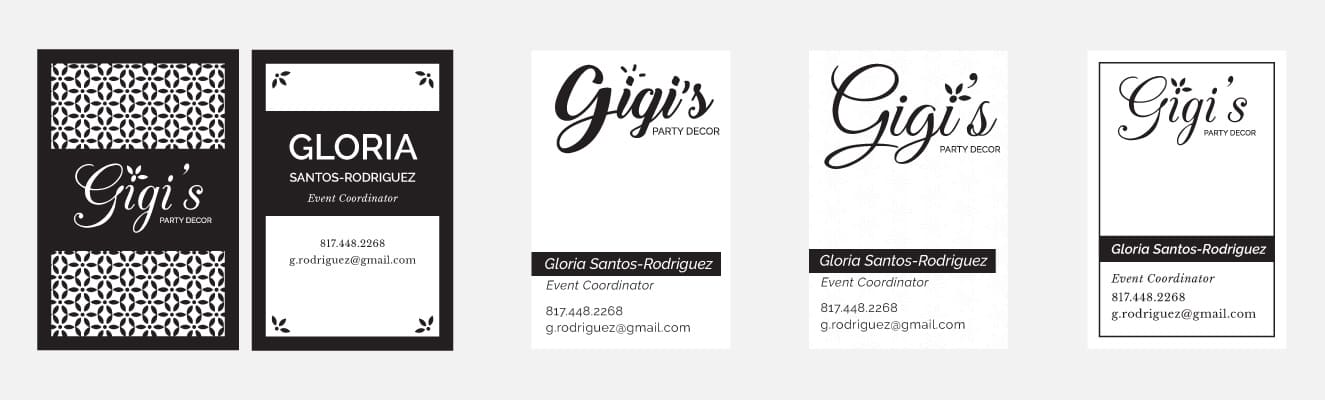 Gigi's
PARTY DECOR
GLORIA
SANTOS-RODRIGUEZ
Event Coordinator
817.448.2268
g.rodriguez@gmail.com
Gigi's
PARTY DECOR
Gloria Santos-Rodriguez
Event Coordinator
817.448.2268
g.rodriguez@gmail.com
Gigi's
PARTY DECOR
Gloria Santos-Rodriguez
Event Coordinator
817.448.2268
g.rodriguez@gmail.com
Gigi's
PARTY DECOR
Gloria Santos-Rodriguez
Event Coordinator
817.448.2268
g.rodriguez@gmail.com